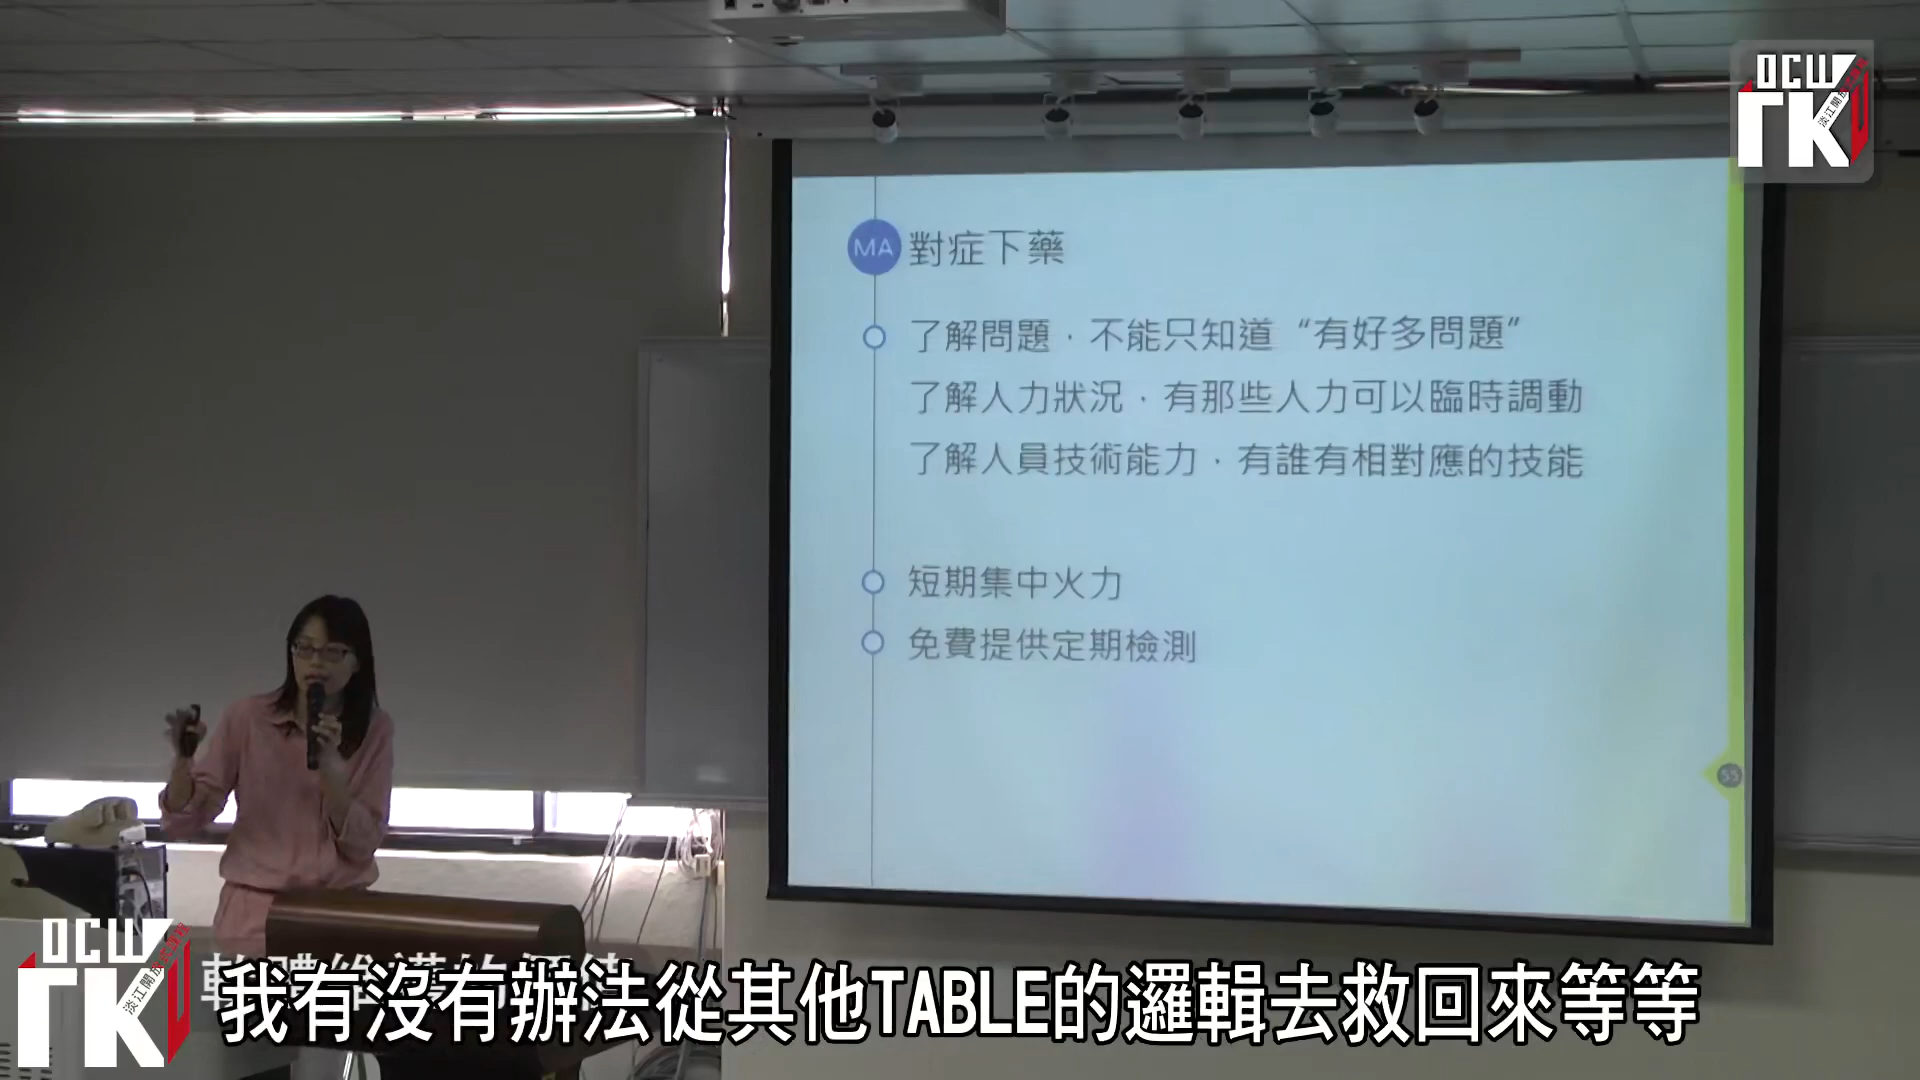 OCW
TKU
淡江開放式課程
MA 對症下藥
了解問題，不能只知道“有好多問題”
了解人力狀況，有那些人力可以臨時調動
了解人員技術能力，有誰有相對應的技能
短期集中火力
免費提供定期檢測
55
OCW
TKU
淡江開放式課程
我有沒有辦法從其他TABLE的邏輯去救回來等等